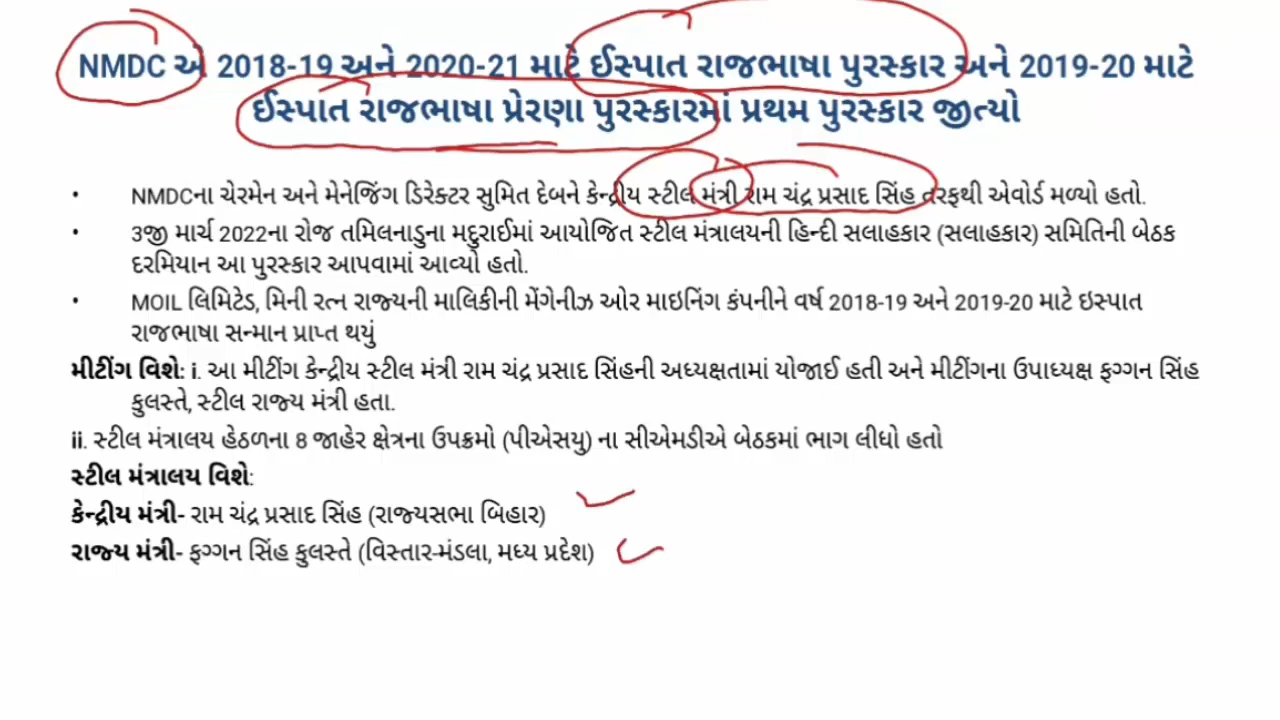 NMDC એ 2018-19 અને 2020-21 માટે ઈસ્પાત રાજભાષા પુરસ્કાર અને 2019-20 માટે
ઈસ્પાત રાજભાષા પ્રેરણા પુરસ્કારમાં પ્રથમ પુરસ્કાર જીત્યો
• NMDCના ચેરમેન અને મેનેજિંગ ડિરેક્ટર સુમિત દેબને કેન્દ્રીય સ્ટીલ મંત્રી રામ ચંદ્ર પ્રસાદ સિંહ તરફથી એવોર્ડ મળ્યો હતો.
• 3જી માર્ચ 2022ના રોજ તમિલનાડુના મદુરાઈમાં આયોજિત સ્ટીલ મંત્રાલયની હિન્દી સલાહકાર (સલાહકાર) સમિતિની બેઠક
દરમિયાન આ પુરસ્કાર આપવામાં આવ્યો હતો.
• MOIL લિમિટેડ, મિની રત્ન રાજ્યની માલિકીની મેંગેનીઝ ઓર માઇનિંગ કંપનીને વર્ષ 2018-19 અને 2019-20 માટે ઇસ્પાત
રાજભાષા સન્માન પ્રાપ્ત થયું
મીટીંગ વિશે: i. આ મીટીંગ કેન્દ્રીય સ્ટીલ મંત્રી રામ ચંદ્ર પ્રસાદ સિંહની અધ્યક્ષતામાં યોજાઈ હતી અને મીટીંગના ઉપાધ્યક્ષ ફગ્ગન સિંહ
કુલસ્તે, સ્ટીલ રાજ્ય મંત્રી હતા.
ii. સ્ટીલ મંત્રાલય હેઠળના 8 જાહેર ક્ષેત્રના ઉપક્રમો (પીએસયુ) ના સીએમડીએ બેઠકમાં ભાગ લીધો હતો
સ્ટીલ મંત્રાલય વિશે:
કેન્દ્રીય મંત્રી- રામ ચંદ્ર પ્રસાદ સિંહ (રાજ્યસભા બિહાર)
રાજ્ય મંત્રી- ફગ્ગન સિંહ કુલસ્તે (વિસ્તાર-મંડલા, મધ્ય પ્રદેશ)